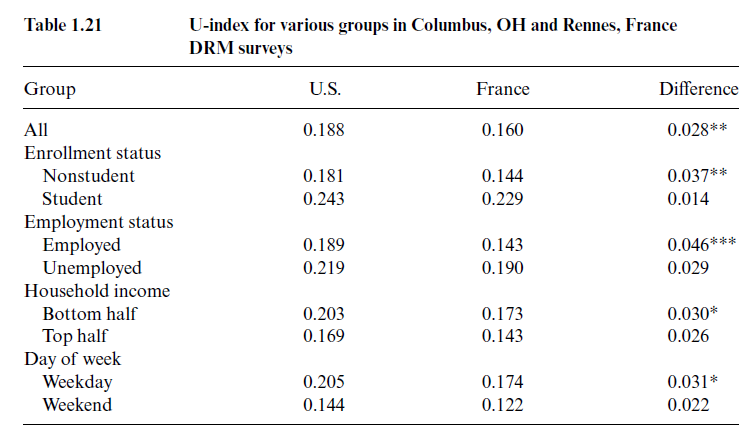 Table 1.21 U-index for various groups in Columbus, OH and Rennes, France
DRM surveys
Group U.S. France Difference
All 0.188 0.160 0.028**
Enrollment status
Nonstudent 0.181 0.144 0.037**
Student 0.243 0.229 0.014
Employment status
Employed 0.189 0.143 0.046***
Unemployed 0.219 0.190 0.029
Household income
Bottom half 0.203 0.173 0.030*
Top half 0.169 0.143 0.026
Day of week
Weekday 0.205 0.174 0.031*
Weekend 0.144 0.122 0.022